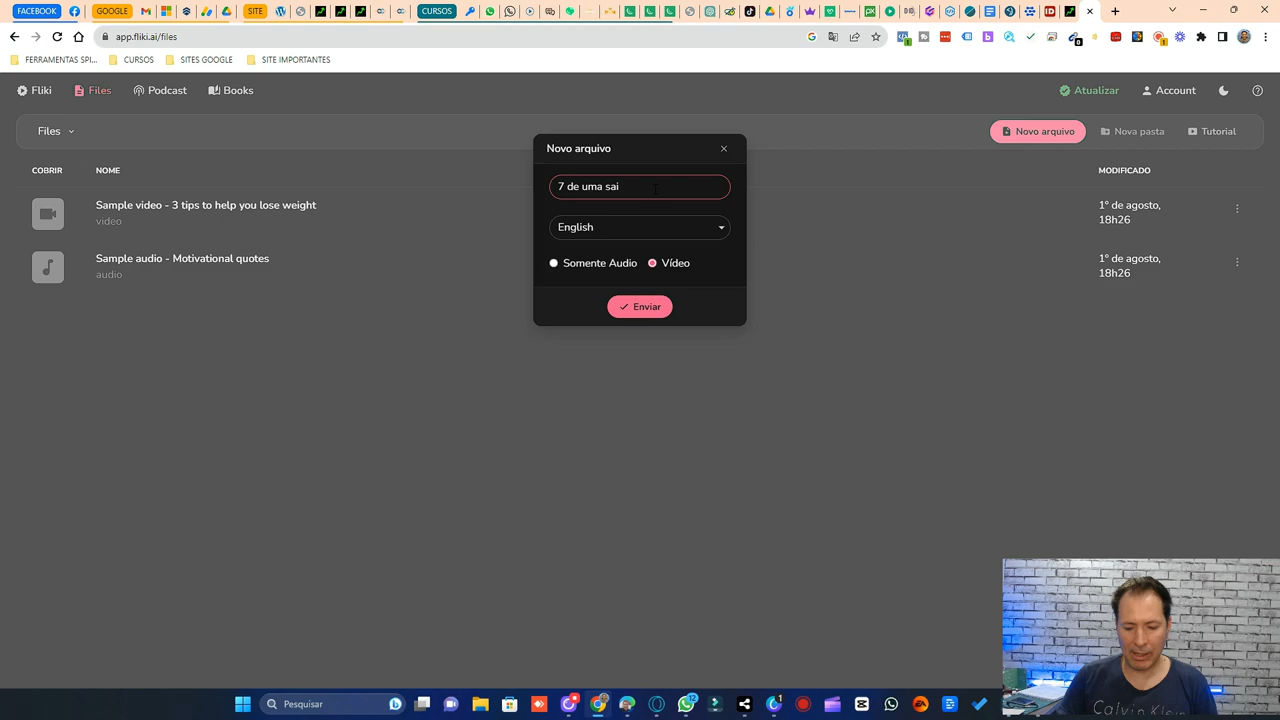 FACEBOOK
GOOGLE
SITE
CURSOS
app.fliki.ai/files
FERRAMENTAS SPI...
CURSOS
SITES GOOGLE
SITE IMPORTANTES
Fliki
Files
Podcast
Books
Atualizar
Account
Files
Novo arquivo
Nova pasta
Tutorial
COBRIR
NOME
MODIFICADO
Sample video - 3 tips to help you lose weight
video
1º de agosto,
18h26
Sample audio - Motivational quotes
audio
1º de agosto,
18h26
Novo arquivo
7 de uma sai
English
Somente Audio
Vídeo
Enviar
Pesquisar
12
1
Calvin Klein